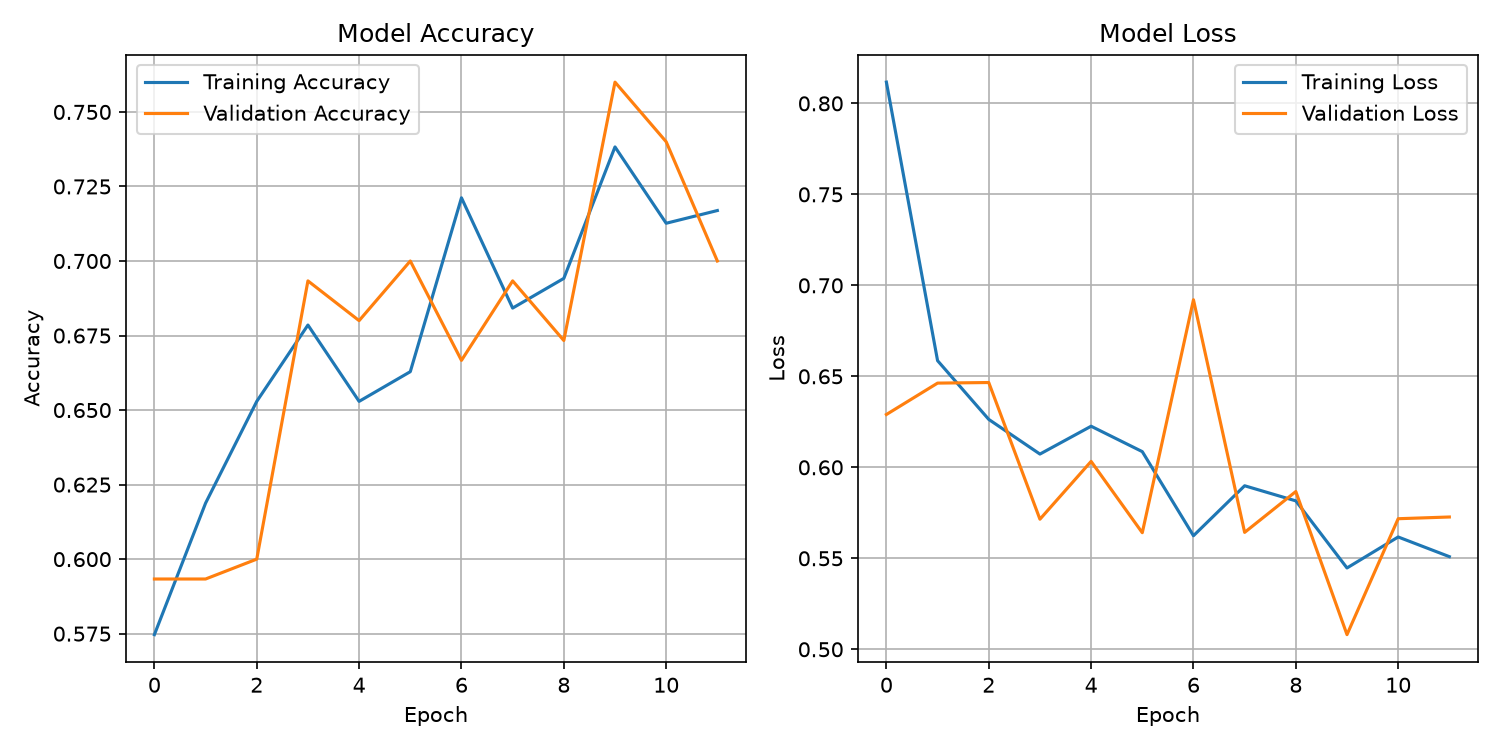 Model Accuracy
Training Accuracy
Validation Accuracy
0.750
0.725
0.700
0.675
0.650
0.625
0.600
0.575
Accuracy
0 2 4 6 8 10
Epoch
Model Loss
Training Loss
Validation Loss
0.80
0.75
0.70
0.65
0.60
0.55
0.50
Loss
0 2 4 6 8 10
Epoch